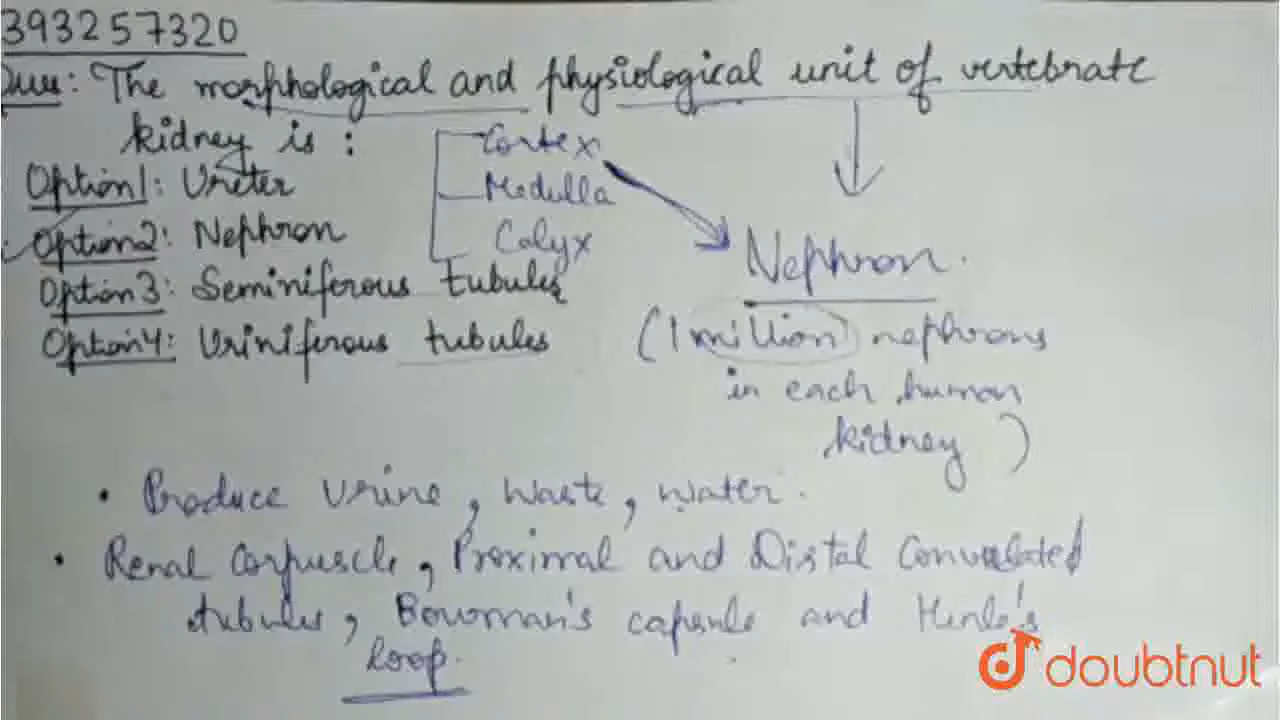 393257320
Que: The morphological and physiological unit of vertebrate
kidney is :
Option1: Ureter
Option2: Nephron
Option3: Seminiferous tubules
Option4: Uriniferous tubules
Cortex
Medulla
Calyx
Nephron.
(1 million nephrons
in each human
kidney)
• Produce urine, waste, water.
• Renal Corpuscle, Proximal and Distal Convoluted
tubules, Bowman's capsule and Henle's
loop.
doubtnut